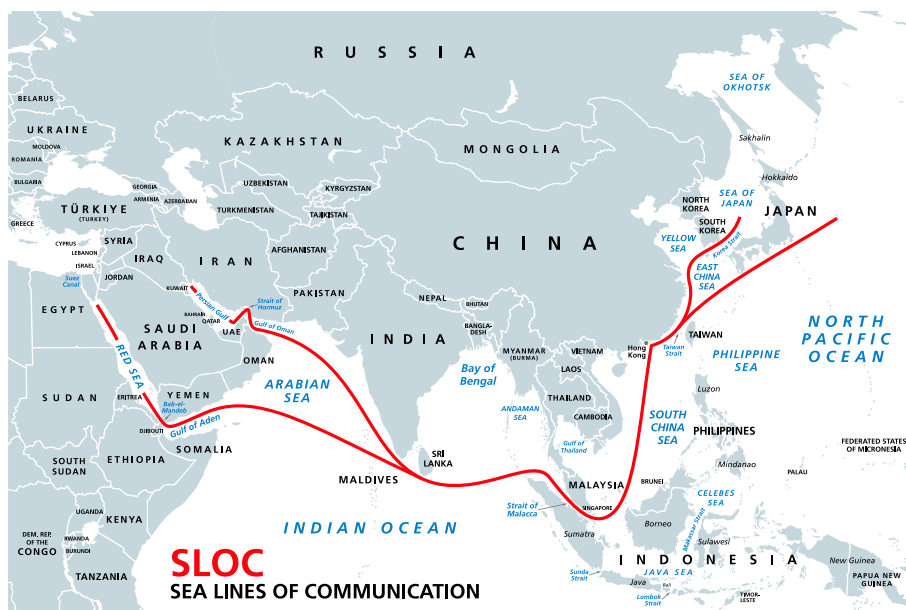 RUSSIA
SEA OF
OKHOTSK
BELARUS
UKRAINE
MOLDOVA
ROMANIA
BULGARIA
KAZAKHSTAN
MONGOLIA
Sakhalin
Hokkaido
GEORGIA
ARMENIA
AZERBAIJAN
UZBEKISTAN
KYRGYZSTAN
TURKMENISTAN
TAJIKISTAN
TÜRKIYE
(TURKEY)
GREECE
NORTH
KOREA
SOUTH
KOREA
SEA OF
JAPAN
JAPAN
CYPRUS
LEBANON
ISRAEL
SYRIA
IRAQ
IRAN
AFGHANISTAN
CHINA
YELLOW
SEA
Korea Strait
EAST
CHINA
SEA
Suez
Canal
JORDAN
KUWAIT
Persian Gulf
Strait of
Hormuz
PAKISTAN
NEPAL
BHUTAN
EGYPT
BAHRAIN
QATAR
UAE
Gulf of Oman
SAUDI
ARABIA
OMAN
INDIA
BANGLA-
DESH
MYANMAR
(BURMA)
VIETNAM
LAOS
Hong
Kong
Taiwan
Strait
TAIWAN
NORTH
PACIFIC
OCEAN
RED SEA
PHILIPPINE
SEA
SUDAN
ERITREA
YEMEN
Bab-el-
Mandeb
ARABIAN
SEA
Bay of
Bengal
THAILAND
CAMBODIA
Luzon
DJIBOUTI
Gulf of Aden
ANDAMAN
SEA
Gulf of
Thailand
SOUTH
CHINA
SEA
PHILIPPINES
SOUTH
SUDAN
ETHIOPIA
SOMALIA
SRI
LANKA
MALDIVES
Mindanao
PALAU
FEDERATED STATES
OF MICRONESIA
UGANDA
KENYA
DEM. REP.
OF THE
CONGO
RWANDA
BURUNDI
TANZANIA
MALAYSIA
SINGAPORE
BRUNEI
Strait of
Malacca
Sumatra
Borneo
CELEBES
SEA
Makassar Strait
Sulawesi
INDIAN OCEAN
INDONESIA
New Guinea
PAPUA NEW
GUINEA
Sunda
Strait
Java
JAVA SEA
Bali
Lombok
Strait
TIMOR-
LESTE
SLOC
SEA LINES OF COMMUNICATION